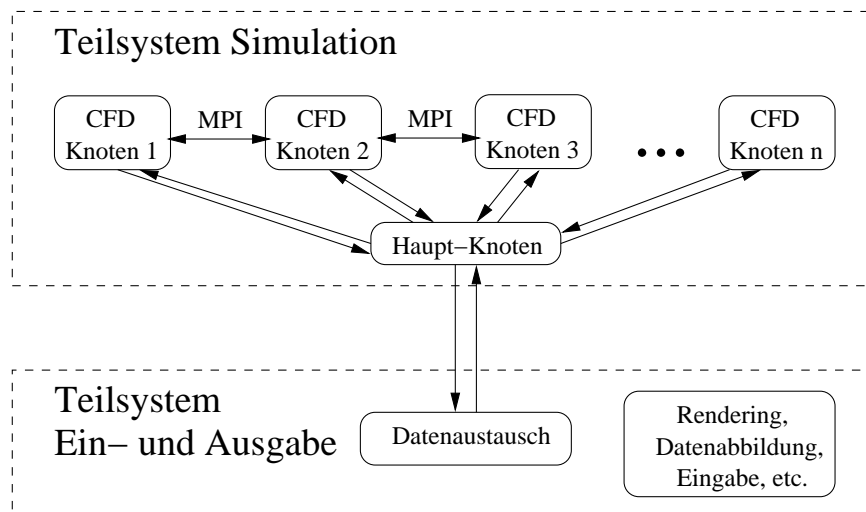 Teilsystem Simulation
CFD
Knoten 1
MPI
CFD
Knoten 2
MPI
CFD
Knoten 3
CFD
Knoten n
Haupt−Knoten
Teilsystem
Ein− und Ausgabe
Datenaustausch
Rendering,
Datenabbildung,
Eingabe, etc.